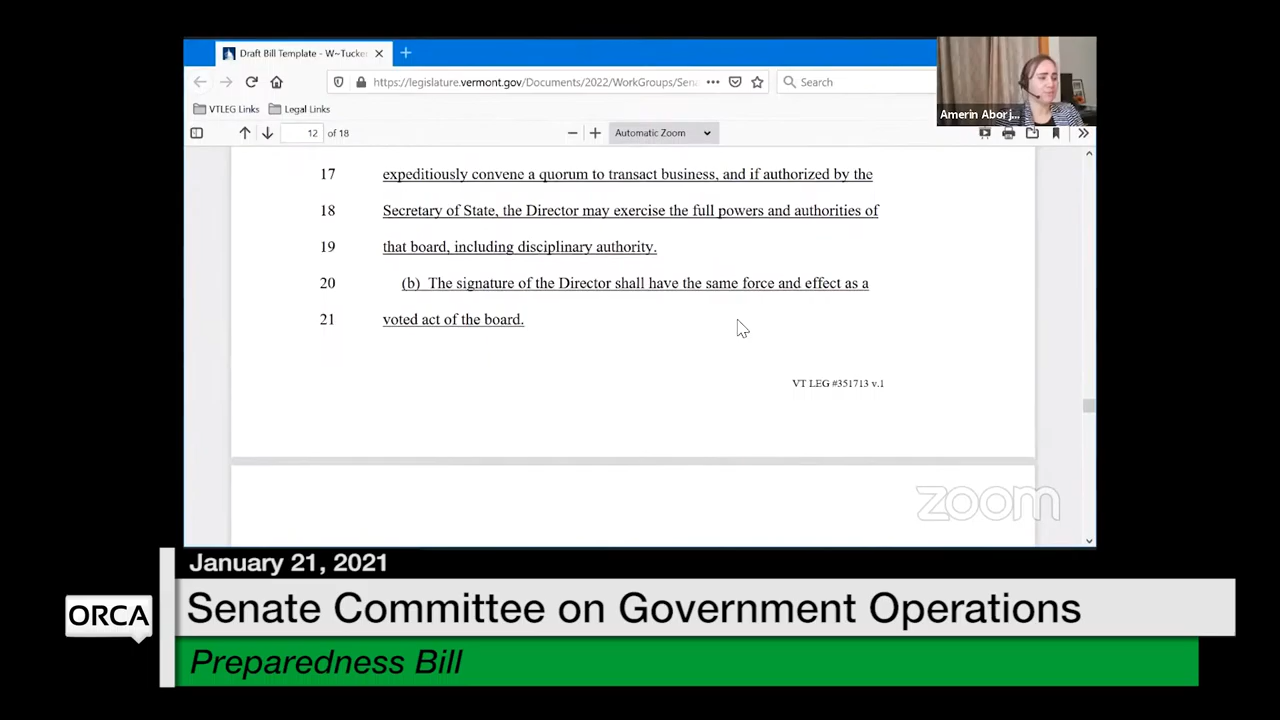 Draft Bill Template - W~Tucke
https://legislature.vermont.gov/Documents/2022/WorkGroups/Sen
Search
VTLEG Links Legal Links
12 of 18
Automatic Zoom
Amerin Aborj...
17 expeditiously convene a quorum to transact business, and if authorized by the
18 Secretary of State, the Director may exercise the full powers and authorities of
19 that board, including disciplinary authority.
20 (b) The signature of the Director shall have the same force and effect as a
21 voted act of the board.
VT LEG #351713 v.1
zoom
January 21, 2021
ORCA
Senate Committee on Government Operations
Preparedness Bill